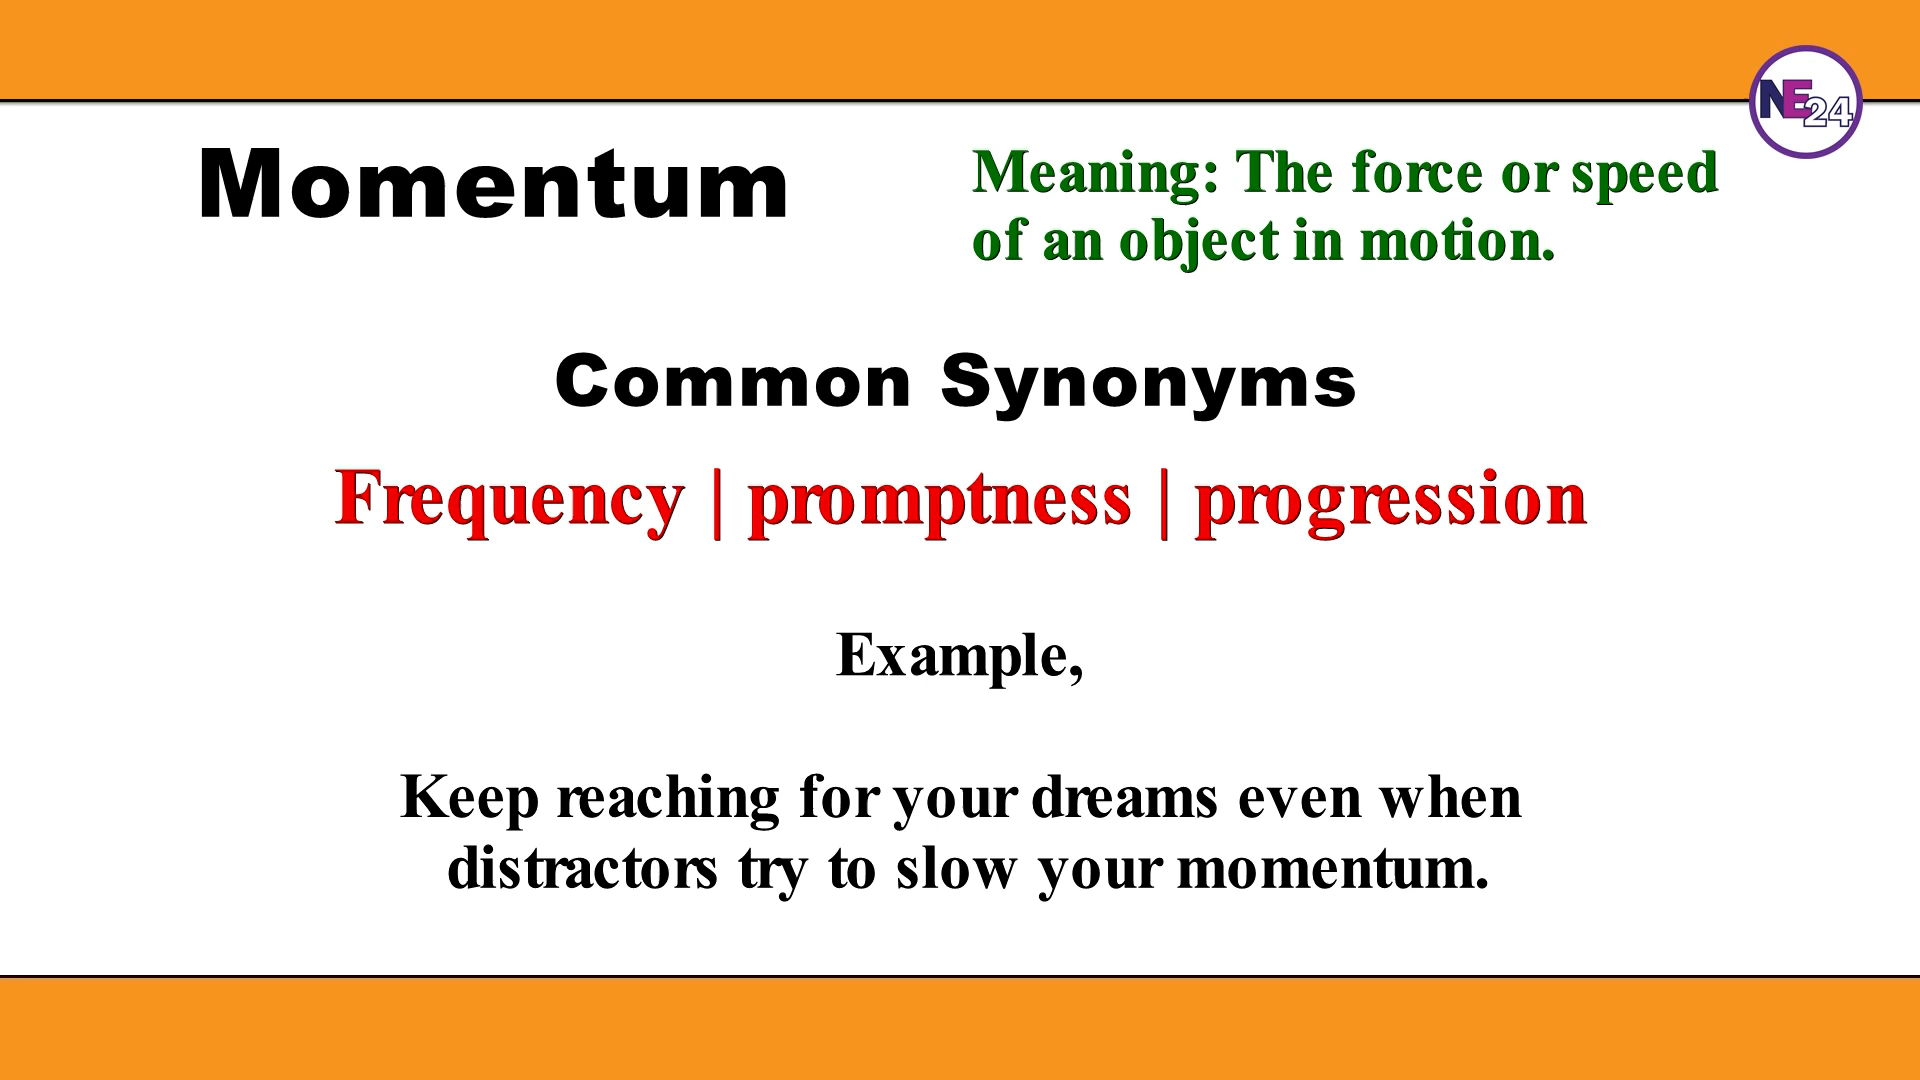 NE24
Momentum
Meaning: The force or speed
of an object in motion.
Common Synonyms
Frequency | promptness | progression
Example,
Keep reaching for your dreams even when
distractors try to slow your momentum.